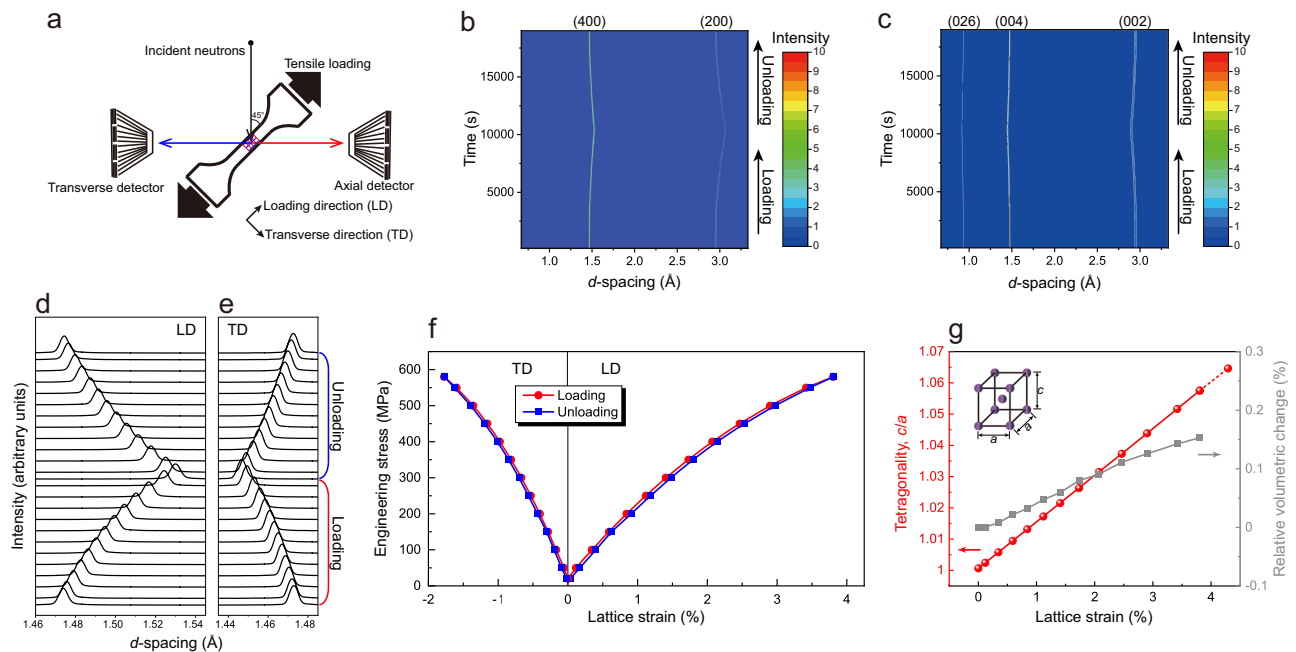 a
Incident neutrons
Tensile loading
45°
Transverse detector
Axial detector
Loading direction (LD)
Transverse direction (TD)
b
(400)
(200)
Intensity
10
9
8
7
6
5
4
3
2
1
0
Unloading
Loading
Time (s)
15000
10000
5000
1.0
1.5
2.0
2.5
3.0
d-spacing (Å)
c
(026)
(004)
(002)
Intensity
10
9
8
7
6
5
4
3
2
1
0
Unloading
Loading
Time (s)
15000
10000
5000
1.0
1.5
2.0
2.5
3.0
d-spacing (Å)
d
LD
Intensity (arbitrary units)
1.46
1.48
1.50
1.52
1.54
e
TD
Unloading
Loading
1.44
1.46
1.48
d-spacing (Å)
f
TD
LD
Loading
Unloading
Engineering stress (MPa)
600
500
400
300
200
100
0
-2
-1
0
1
2
3
4
Lattice strain (%)
g
Tetragonality, c/a
1.07
1.06
1.05
1.04
1.03
1.02
1.01
1
c
a
a
0.3
0.2
0.1
0
-0.1
Relative volumetric change (%)
0
1
2
3
4
Lattice strain (%)